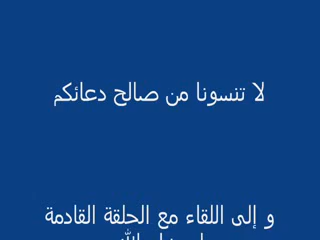 لا تنسونا من صالح دعائكم
و إلى اللقاء مع الحلقة القادمة